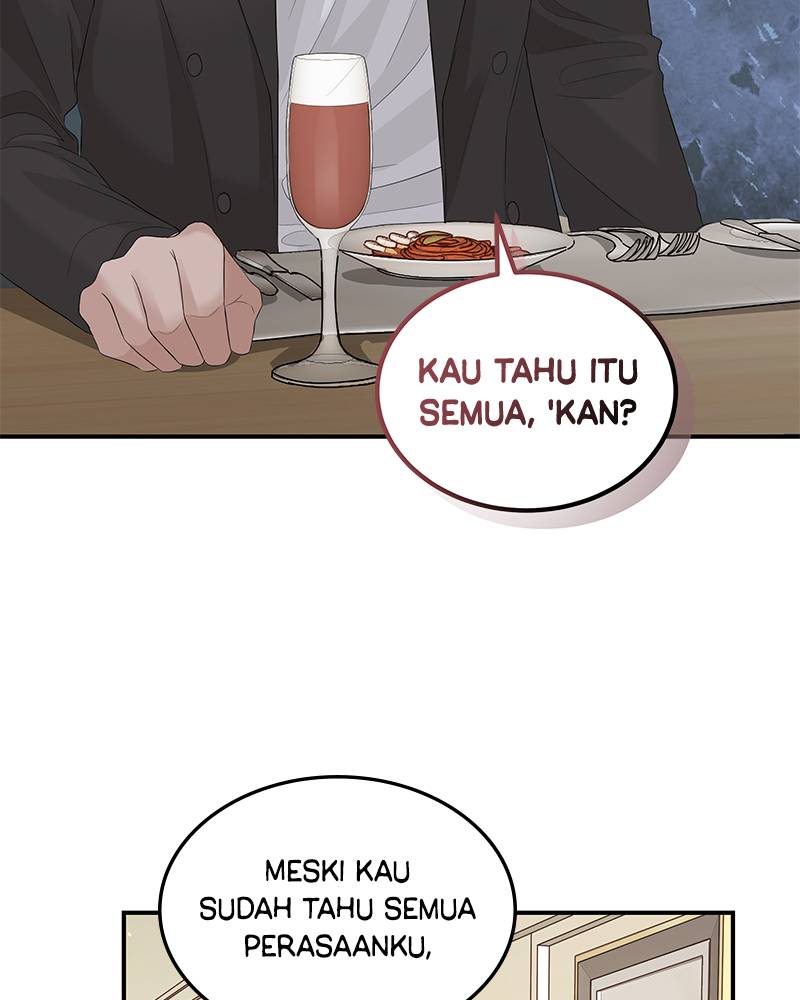 KAU TAHU ITU
SEMUA, 'KAN?
MESKI KAU
SUDAH TAHU SEMUA
PERASAANKU,